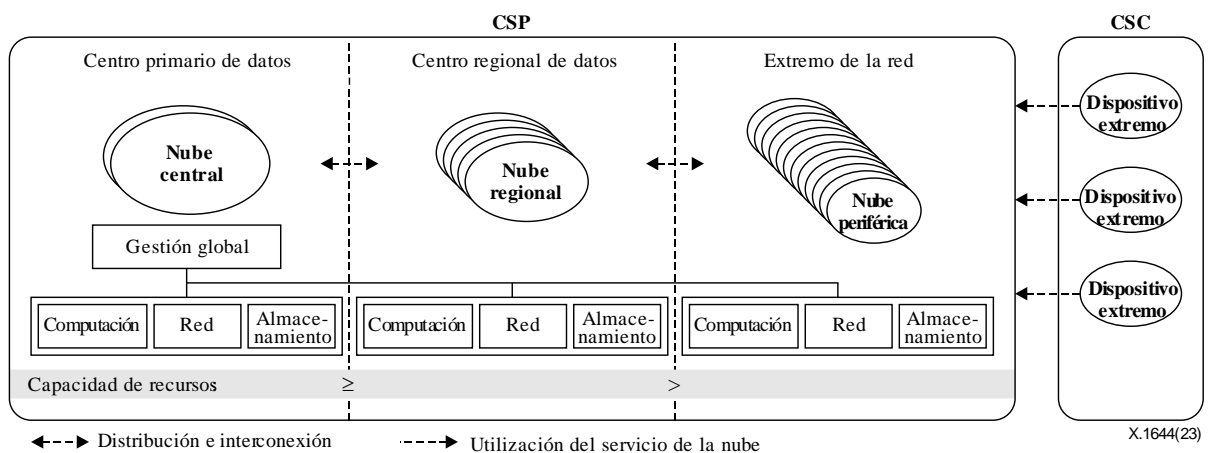 CSP
CSC
Centro primario de datos
Centro regional de datos
Extremo de la red
Nube
central
Nube
regional
Nube
periférica
Dispositivo
extremo
Dispositivo
extremo
Dispositivo
extremo
Gestión global
Computación
Red
Almace-
namiento
Computación
Red
Almace-
namiento
Computación
Red
Almace-
namiento
Capacidad de recursos: ≥ >
Distribución e interconexión
Utilización del servicio de la nube
X.1644(23)